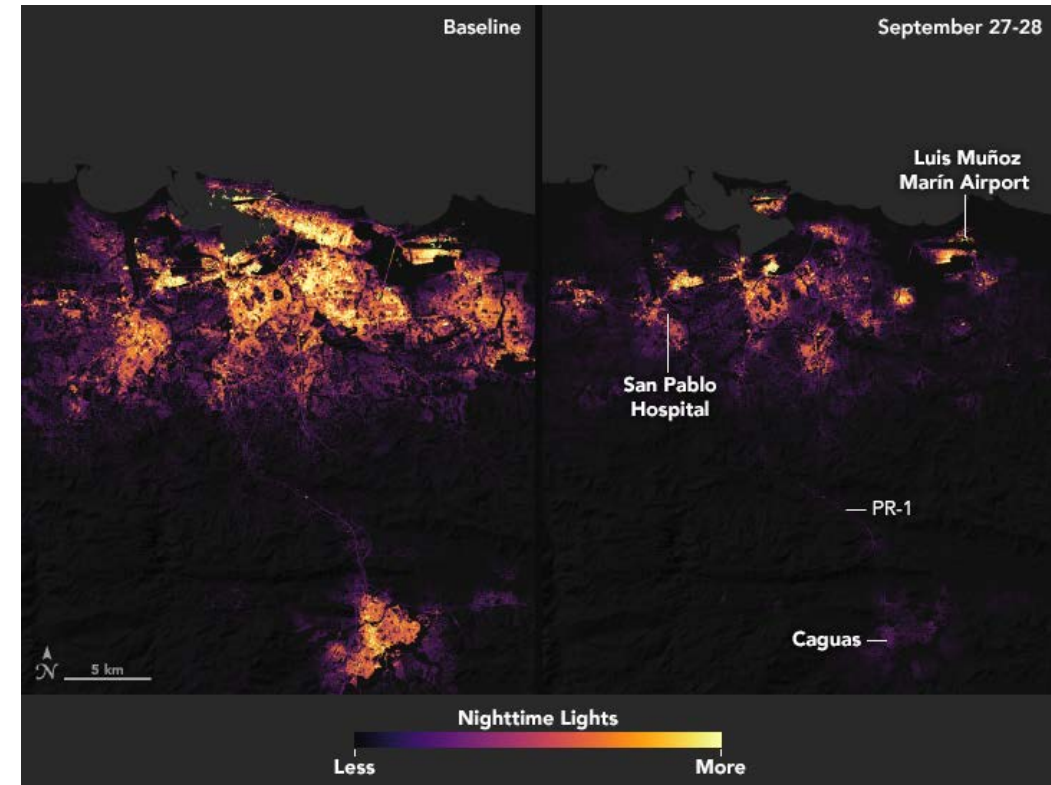 Baseline
September 27-28
Luis Muñoz
Marín Airport
San Pablo
Hospital
PR-1
Caguas
N
5 km
Nighttime Lights
Less
More